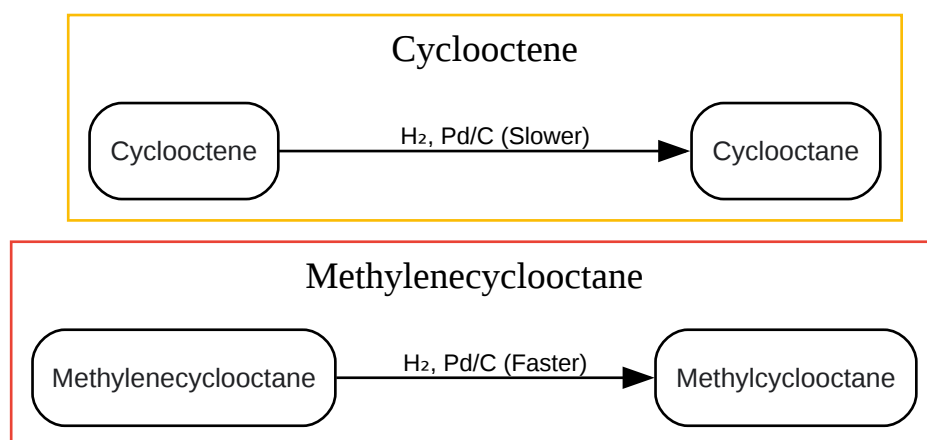 Cyclooctene
Cyclooctene
H₂, Pd/C (Slower)
Cyclooctane
Methylenecyclooctane
Methylenecyclooctane
H₂, Pd/C (Faster)
Methylcyclooctane